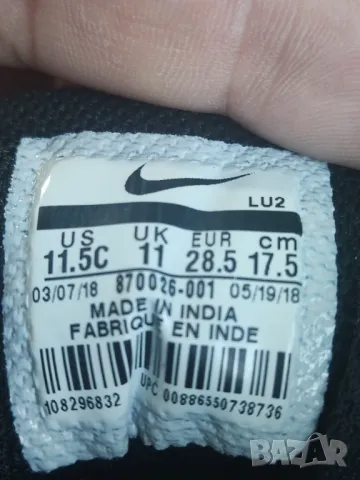 LU2
US UK EUR cm
11.5C 11 28.5 17.5
03/07/18 870026-001 05/19/18
MADE IN INDIA
FABRIQUE EN INDE
108296832 UPC 00886550738736
BAZAR